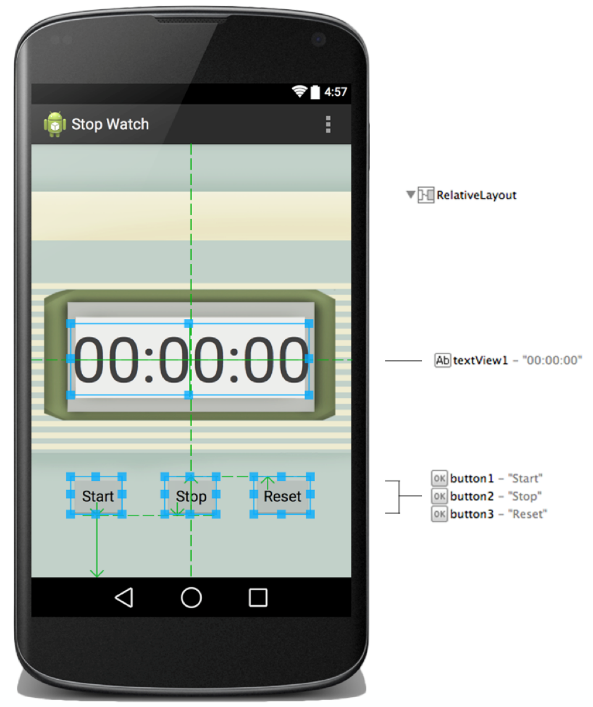 4:57
Stop Watch
RelativeLayout
00:00:00
Ab textView1 – "00:00:00"
Start Stop Reset
OK button1 – "Start"
OK button2 – "Stop"
OK button3 – "Reset"